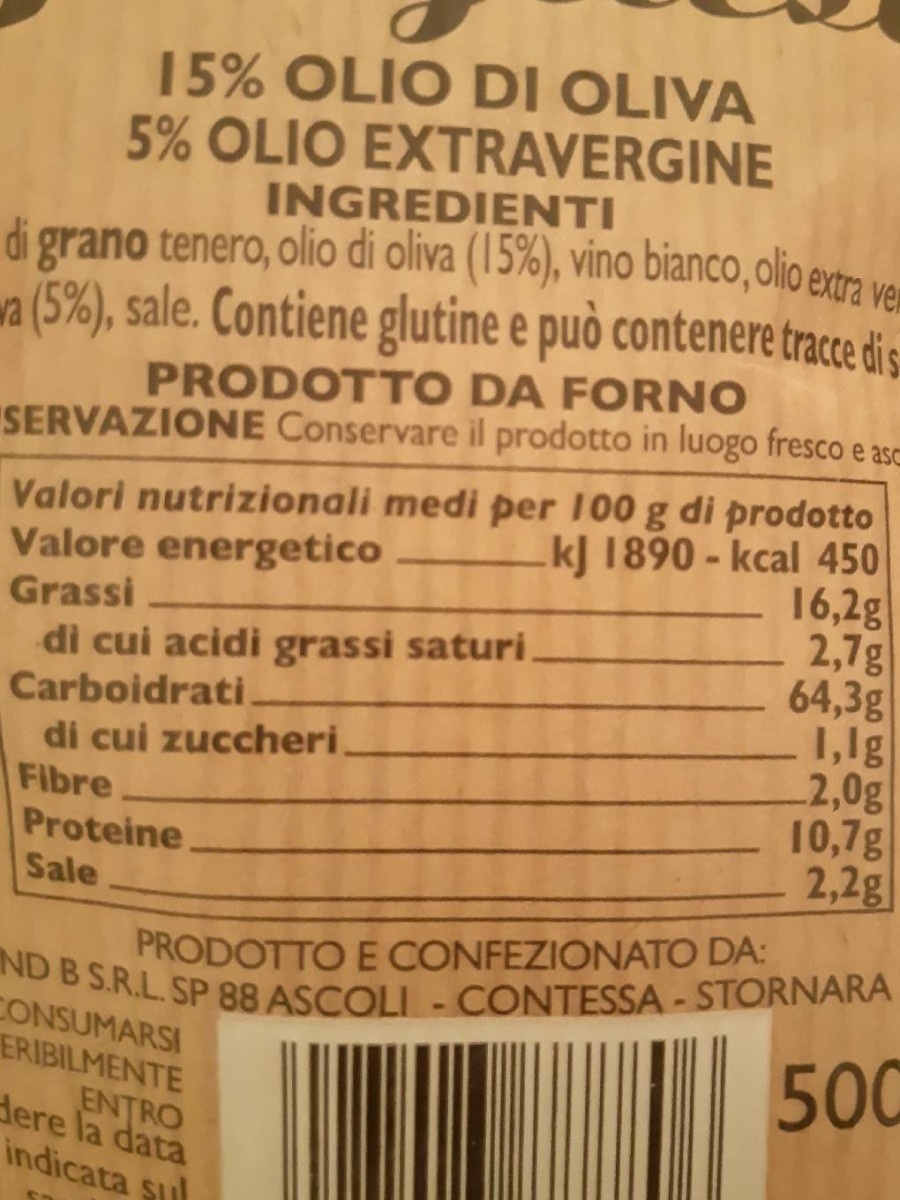 15% OLIO DI OLIVA
5% OLIO EXTRAVERGINE
INGREDIENTI
di grano tenero, olio di oliva (15%), vino bianco, olio extra ver
va (5%), sale. Contiene glutine e può contenere tracce di s
PRODOTTO DA FORNO
SERVAZIONE Conservare il prodotto in luogo fresco e asc
Valori nutrizionali medi per 100 g di prodotto
Valore energetico kJ 1890 - kcal 450
Grassi 16,2g
di cui acidi grassi saturi 2,7g
Carboidrati 64,3g
di cui zuccheri 1,1g
Fibre 2,0g
Proteine 10,7g
Sale 2,2g
PRODOTTO E CONFEZIONATO DA:
ND B S.R.L. SP 88 ASCOLI - CONTESSA - STORNARA
CONSUMARSI
ERIBILMENTE
ENTRO
dere la data
indicata sul
500